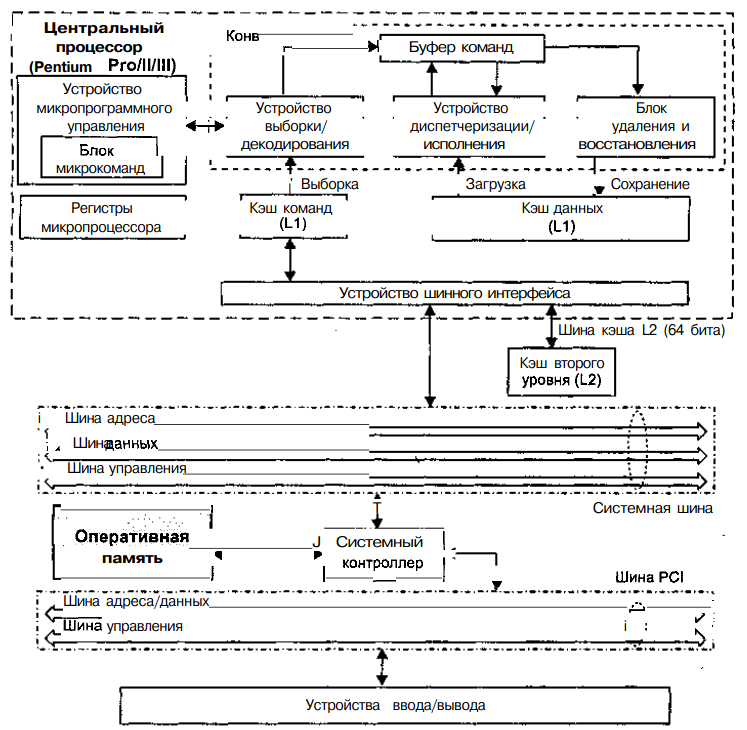 Центральный
процессор
(Pentium Pro/II/III)
Конв
Буфер команд
Устройство
микропрограммного
управления
Блок
микрокоманд
Устройство
выборки/
декодирования
Устройство
диспетчеризации/
исполнения
Блок
удаления и
восстановления
Выборка
Загрузка
Сохранение
Регистры
микропроцессора
Кэш команд
(L1)
Кэш данных
(L1)
Устройство шинного интерфейса
Шина кэша L2 (64 бита)
Кэш второго
уровня (L2)
Шина адреса
Шина данных
Шина управления
Системная шина
Оперативная
память
Системный
контроллер
Шина PCI
Шина адреса/данных
Шина управления
Устройства ввода/вывода